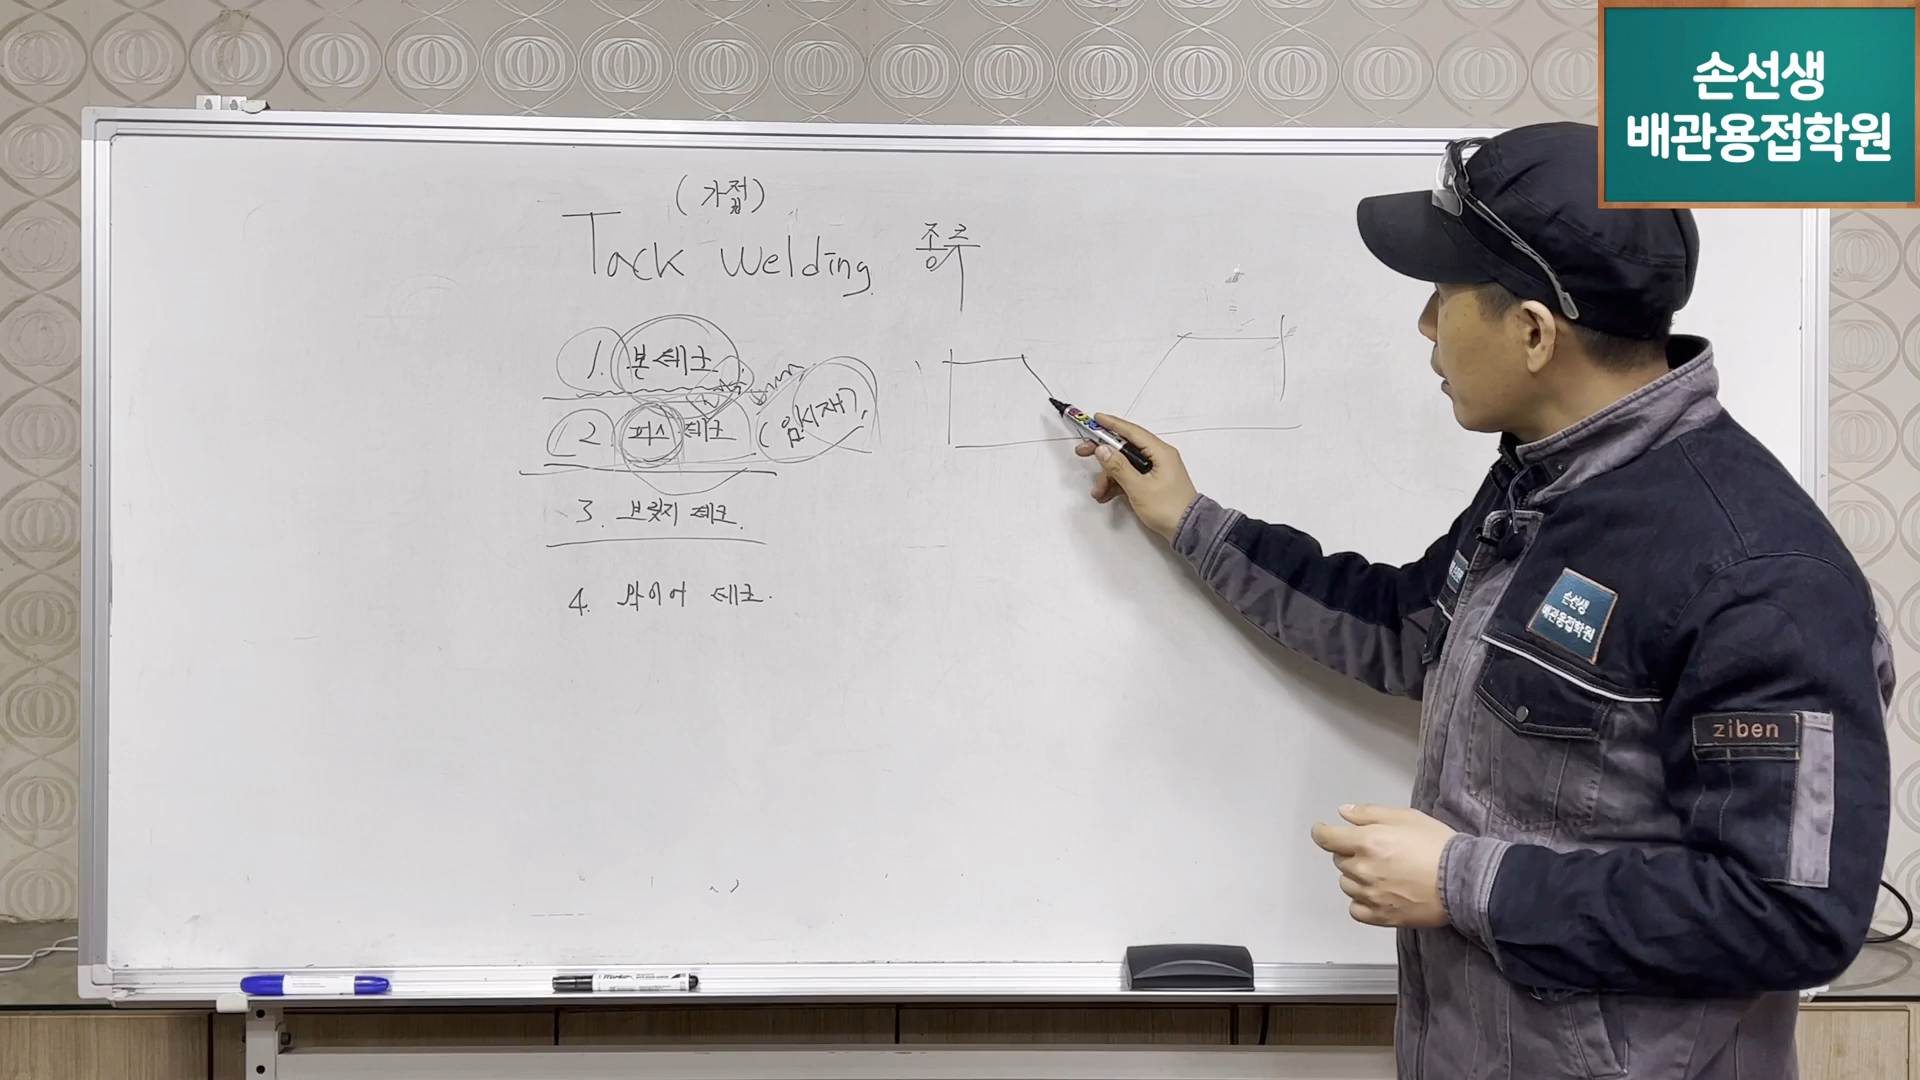 손선생
배관용접학원
(가접)
Tack Welding 종류
1. 본테크
2. 피스 테크 (임시재)
3. 브릿지 테크.
4. 와이어 테크.
손선생
배관용접학원
ziben
Marker